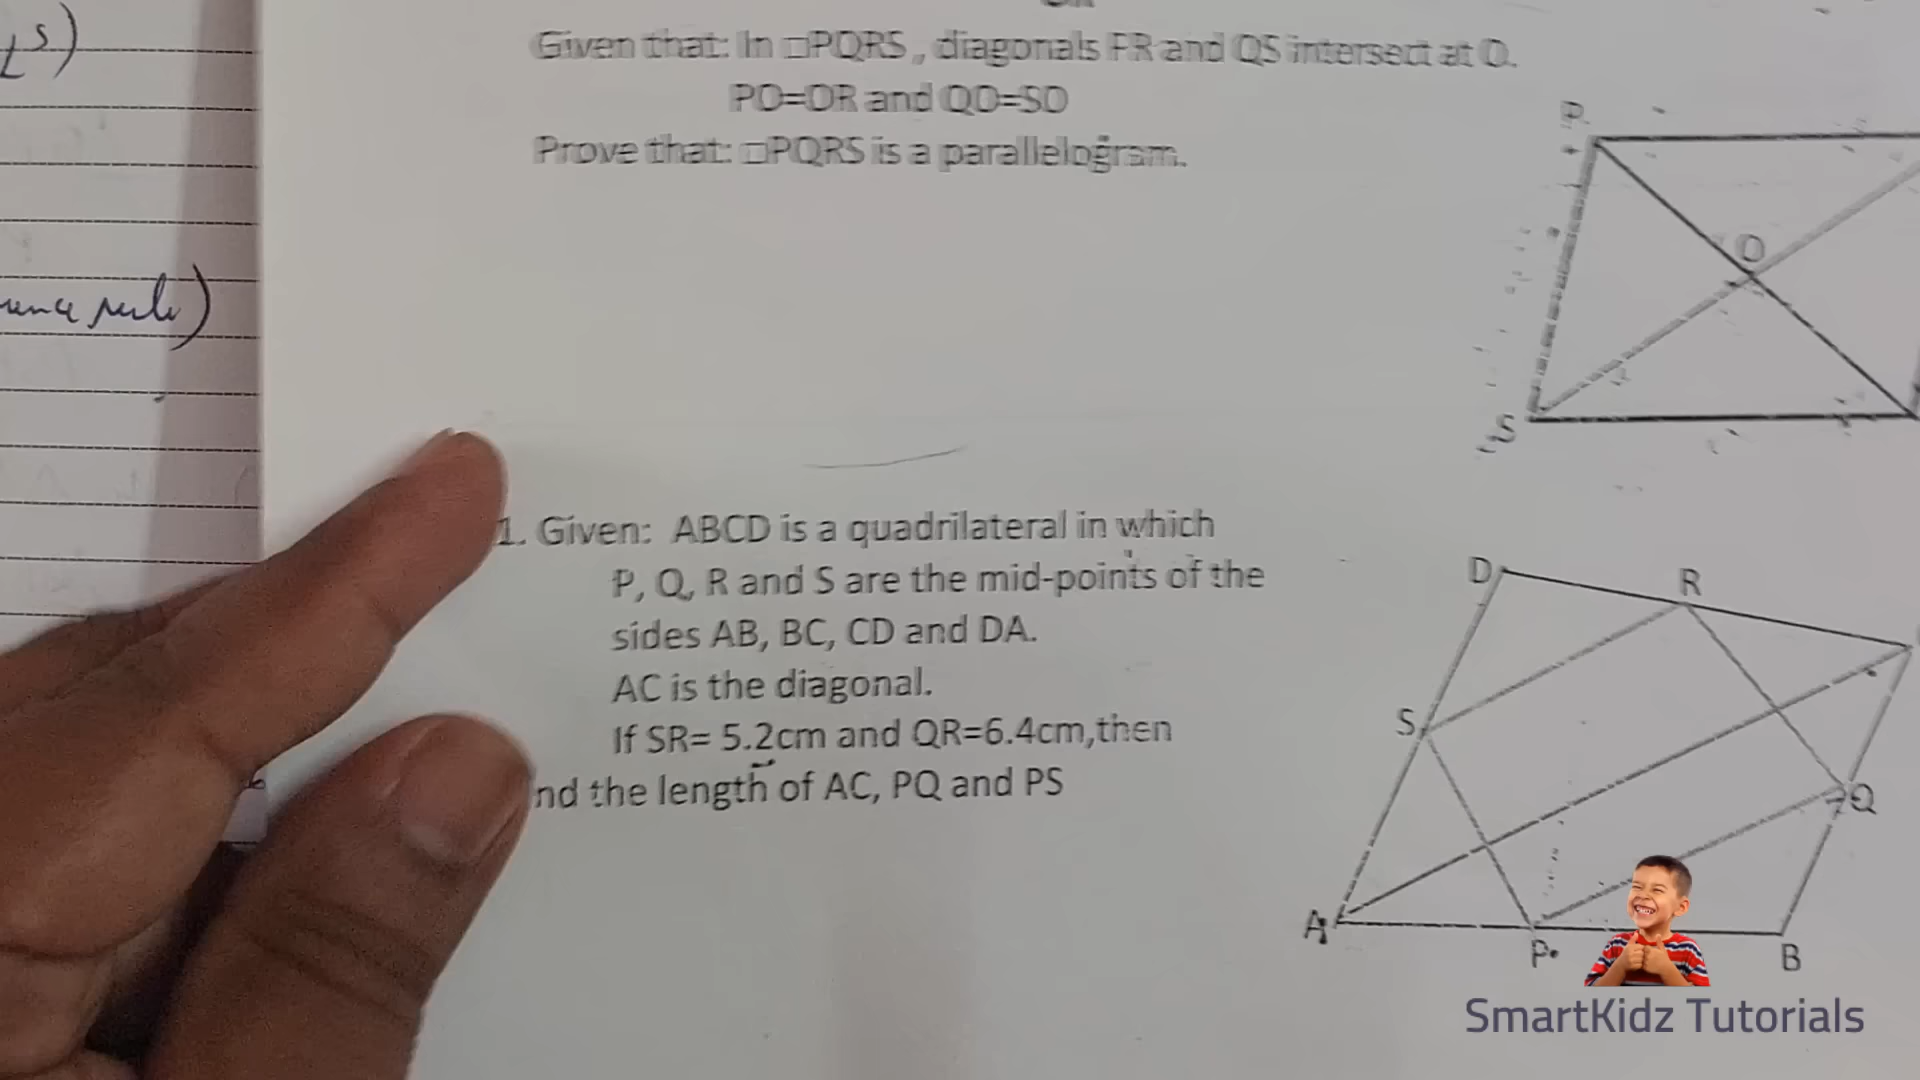 Given that: In □PQRS, diagonals PR and QS intersect at O.
PO=OR and QO=SO
Prove that: □PQRS is a parallelogram.
P
O
S
1. Given: ABCD is a quadrilateral in which
P, Q, R and S are the mid-points of the
sides AB, BC, CD and DA.
AC is the diagonal.
If SR= 5.2cm and QR=6.4cm,then
nd the length of AC, PQ and PS
D
R
S
Q
A
P
B
SmartKidz Tutorials